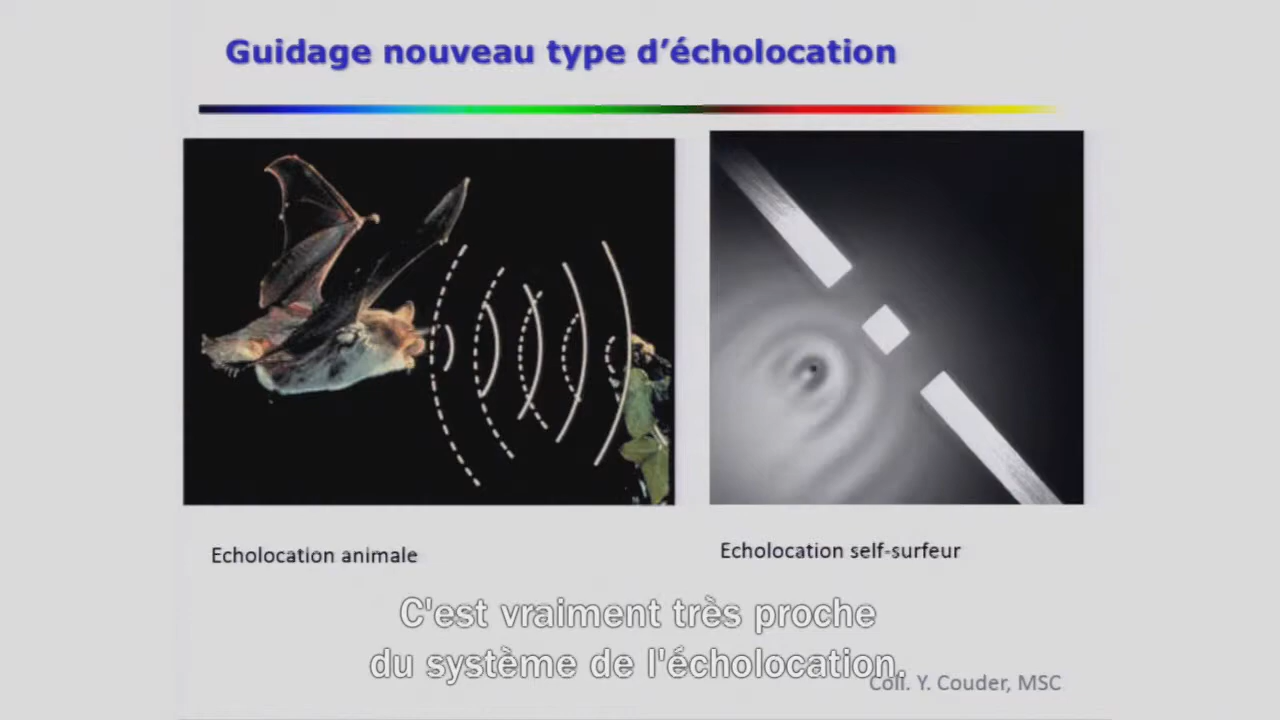 Guidage nouveau type d'écholocation
Echolocation animale
Echolocation self-surfeur
C'est vraiment très proche
du système de l'écholocation.
Coll. Y. Couder, MSC